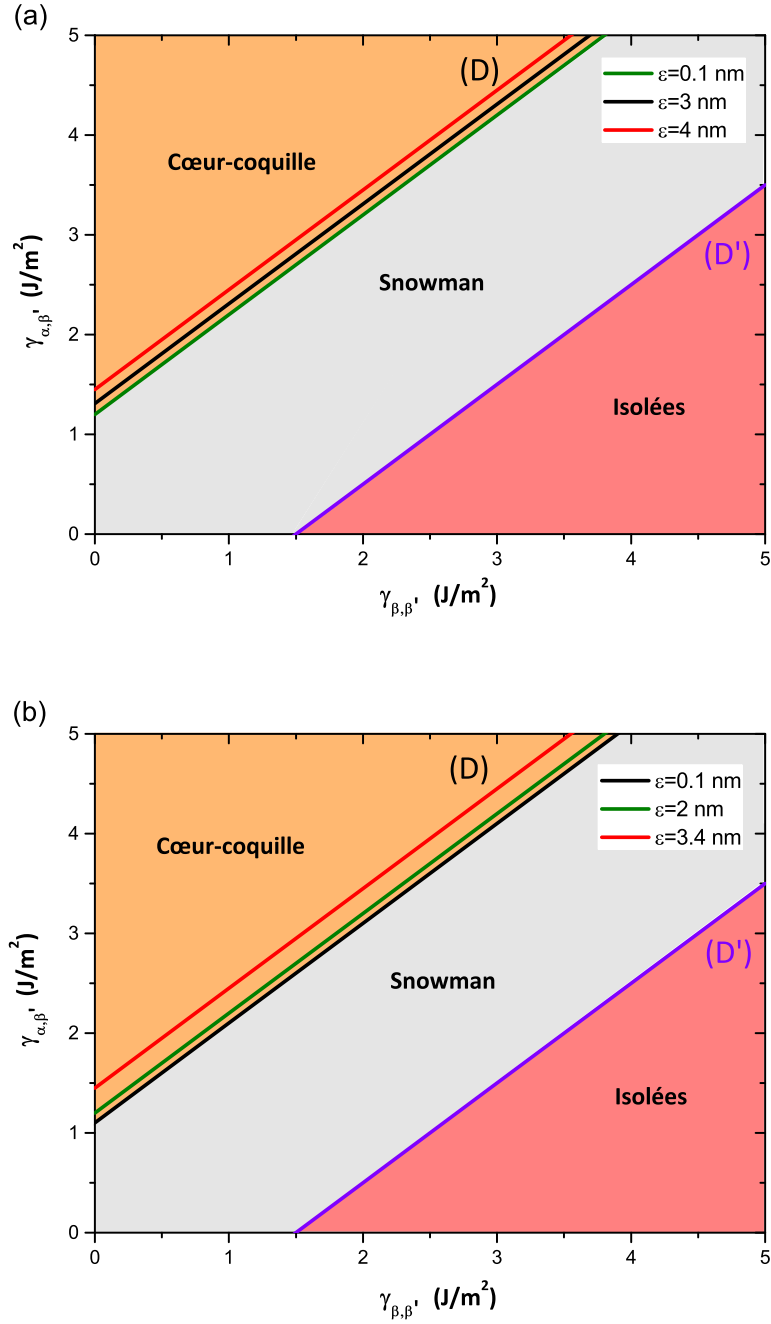 (a)
5
4
3
2
1
0
γα,β' (J/m²)
(D)
ε=0.1 nm
ε=3 nm
ε=4 nm
Cœur-coquille
Snowman
(D')
Isolées
0 1 2 3 4 5
γβ,β' (J/m²)
(b)
5
4
3
2
1
0
γα,β' (J/m²)
(D)
ε=0.1 nm
ε=2 nm
ε=3.4 nm
Cœur-coquille
Snowman
(D')
Isolées
0 1 2 3 4 5
γβ,β' (J/m²)